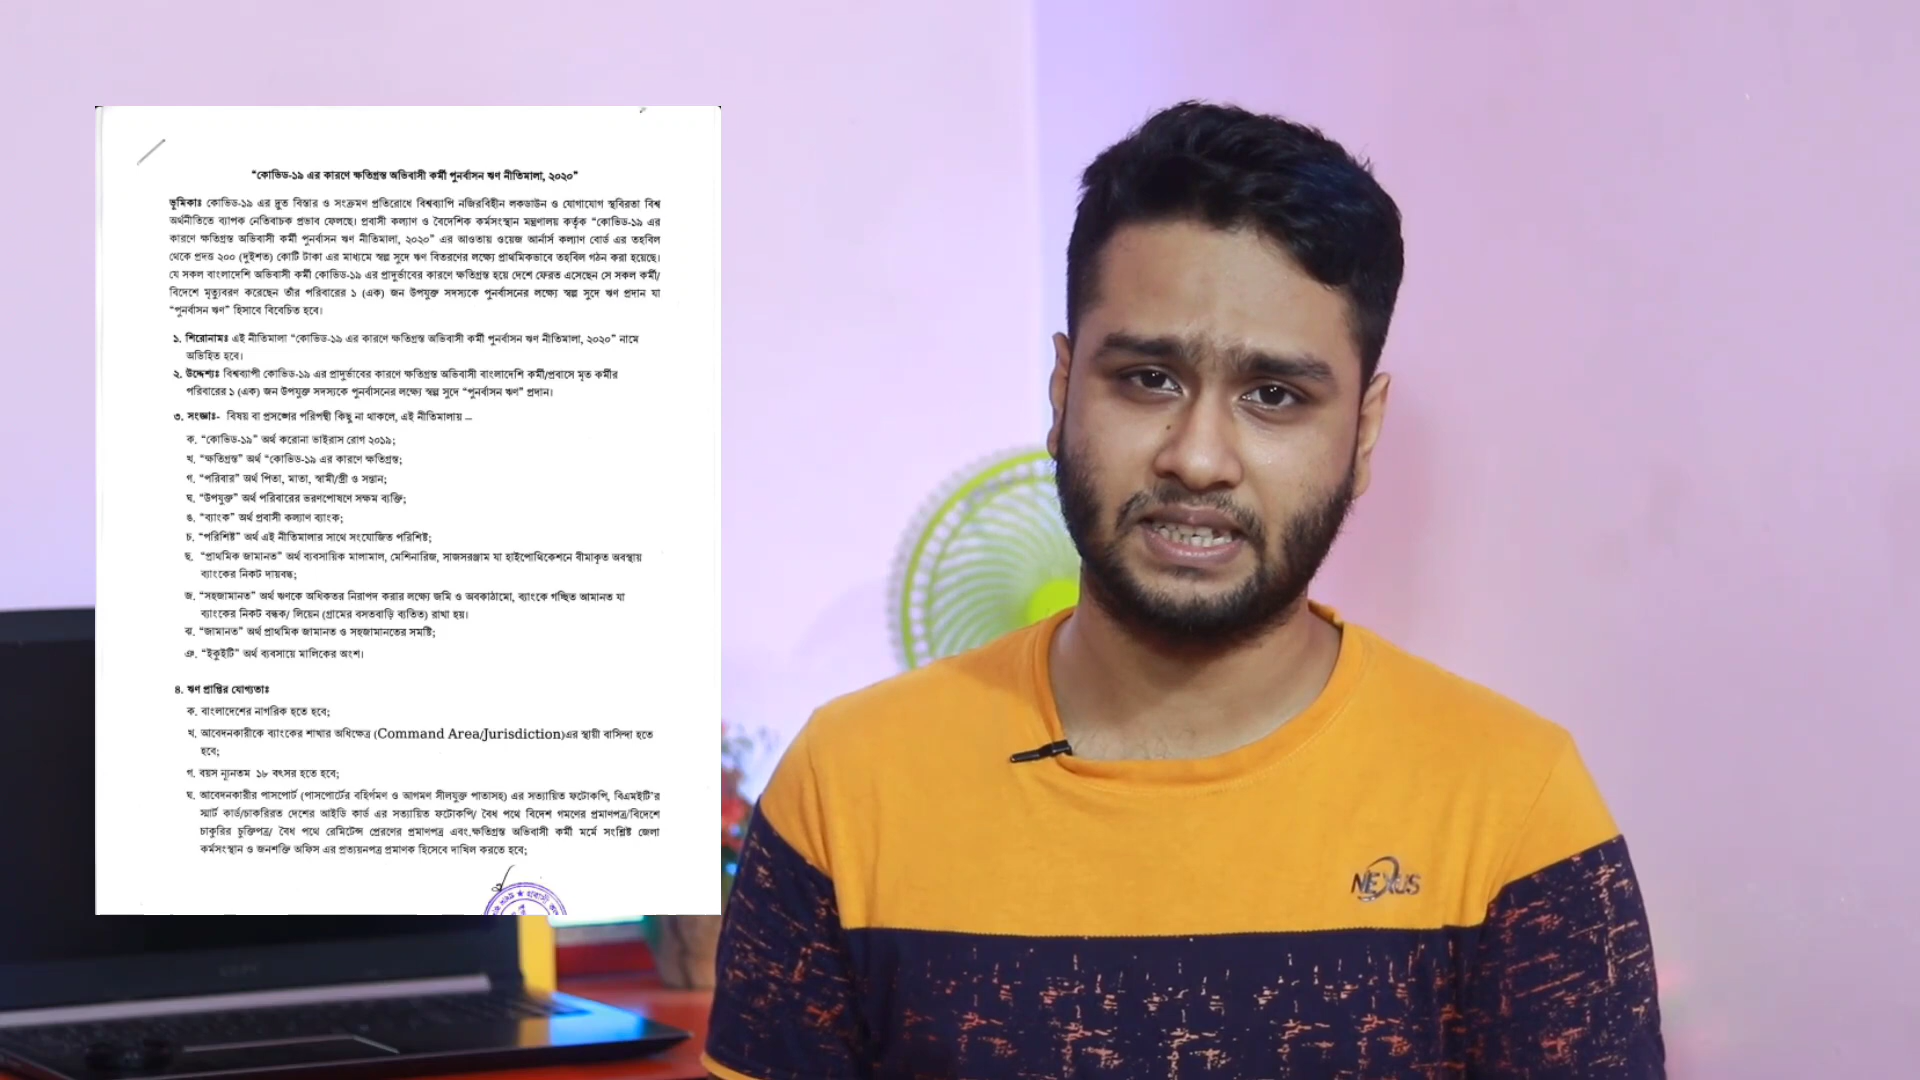 “কোভিড-১৯ এর কারণে ক্ষতিগ্রস্ত অভিবাসী কর্মী পুনর্বাসন ঋণ নীতিমালা, ২০২০”
ভূমিকাঃ কোভিড-১৯ এর দ্রুত বিস্তার ও সংক্রমণ প্রতিরোধে বিশ্বব্যাপি নজিরবিহীন লকডাউন ও যোগাযোগ স্থবিরতা বিশ্ব
অর্থনীতিতে ব্যাপক নেতিবাচক প্রভাব ফেলছে। প্রবাসী কল্যাণ ও বৈদেশিক কর্মসংস্থান মন্ত্রণালয় কর্তৃক “কোভিড-১৯ এর
কারণে ক্ষতিগ্রস্ত অভিবাসী কর্মী পুনর্বাসন ঋণ নীতিমালা, ২০২০” এর আওতায় ওয়েজ আর্নার্স কল্যাণ বোর্ড এর তহবিল
থেকে প্রদত্ত ২০০ (দুইশত) কোটি টাকা এর মাধ্যমে স্বল্প সুদে ঋণ বিতরণের লক্ষ্যে প্রাথমিকভাবে তহবিল গঠন করা হয়েছে।
যে সকল বাংলাদেশি অভিবাসী কর্মী কোভিড-১৯ এর প্রাদুর্ভাবের কারণে ক্ষতিগ্রস্ত হয়ে দেশে ফেরত এসেছেন সে সকল কর্মী/
বিদেশে মৃত্যুবরণ করেছেন তাঁর পরিবারের ১ (এক) জন উপযুক্ত সদস্যকে পুনর্বাসনের লক্ষ্যে স্বল্প সুদে ঋণ প্রদান যা
“পুনর্বাসন ঋণ” হিসাবে বিবেচিত হবে।
১. শিরোনামঃ এই নীতিমালা “কোভিড-১৯ এর কারণে ক্ষতিগ্রস্ত অভিবাসী কর্মী পুনর্বাসন ঋণ নীতিমালা, ২০২০” নামে
অভিহিত হবে।
২. উদ্দেশ্যঃ বিশ্বব্যাপী কোভিড-১৯ এর প্রাদুর্ভাবের কারণে ক্ষতিগ্রস্ত অভিবাসী বাংলাদেশি কর্মী/প্রবাসে মৃত কর্মীর
পরিবারের ১ (এক) জন উপযুক্ত সদস্যকে পুনর্বাসনের লক্ষ্যে স্বল্প সুদে “পুনর্বাসন ঋণ” প্রদান।
৩. সংজ্ঞাঃ- বিষয় বা প্রসঙ্গের পরিপন্থী কিছু না থাকলে, এই নীতিমালায় –
ক. “কোভিড-১৯” অর্থ করোনা ভাইরাস রোগ ২০১৯;
খ. “ক্ষতিগ্রস্ত” অর্থ “কোভিড-১৯ এর কারণে ক্ষতিগ্রস্ত;
গ. “পরিবার” অর্থ পিতা, মাতা, স্বামী/স্ত্রী ও সন্তান;
ঘ. “উপযুক্ত” অর্থ পরিবারের ভরণপোষণে সক্ষম ব্যক্তি;
ঙ. “ব্যাংক” অর্থ প্রবাসী কল্যাণ ব্যাংক;
চ. “পরিশিষ্ট” অর্থ এই নীতিমালার সাথে সংযোজিত পরিশিষ্ট;
ছ. “প্রাথমিক জামানত” অর্থ ব্যবসায়িক মালামাল, মেশিনারিজ, সাজসরঞ্জাম যা হাইপোথিকেশনে বীমাকৃত অবস্থায়
ব্যাংকের নিকট দায়বদ্ধ;
জ. “সহজামানত” অর্থ ঋণকে অধিকতর নিরাপদ করার লক্ষ্যে জমি ও অবকাঠামো, ব্যাংকে গচ্ছিত আমানত যা
ব্যাংকের নিকট বন্ধক/ লিয়েন (গ্রামের বসতবাড়ি ব্যতিত) রাখা হয়।
ঝ. “জামানত” অর্থ প্রাথমিক জামানত ও সহজামানতের সমষ্টি;
ঞ. “ইকুইটি” অর্থ ব্যবসায়ে মালিকের অংশ।
৪. ঋণ প্রাপ্তির যোগ্যতাঃ
ক. বাংলাদেশের নাগরিক হতে হবে;
খ. আবেদনকারীকে ব্যাংকের শাখার অধিক্ষেত্র (Command Area/Jurisdiction)এর স্থায়ী বাসিন্দা হতে
হবে;
গ. বয়স ন্যূনতম ১৮ বৎসর হতে হবে;
ঘ. আবেদনকারীর পাসপোর্ট (পাসপোর্টের বহির্গমণ ও আগমণ সীলযুক্ত পাতাসহ) এর সত্যায়িত ফটোকপি, বিএমইটি’র
স্মার্ট কার্ড/চাকরিরত দেশের আইডি কার্ড এর সত্যায়িত ফটোকপি/ বৈধ পথে বিদেশ গমণের প্রমাণপত্র/বিদেশে
চাকুরির চুক্তিপত্র/ বৈধ পথে রেমিটেন্স প্রেরণের প্রমাণপত্র এবং ক্ষতিগ্রস্ত অভিবাসী কর্মী মর্মে সংশ্লিষ্ট জেলা
কর্মসংস্থান ও জনশক্তি অফিস এর প্রত্যয়নপত্র প্রমাণক হিসেবে দাখিল করতে হবে;
NEXUS